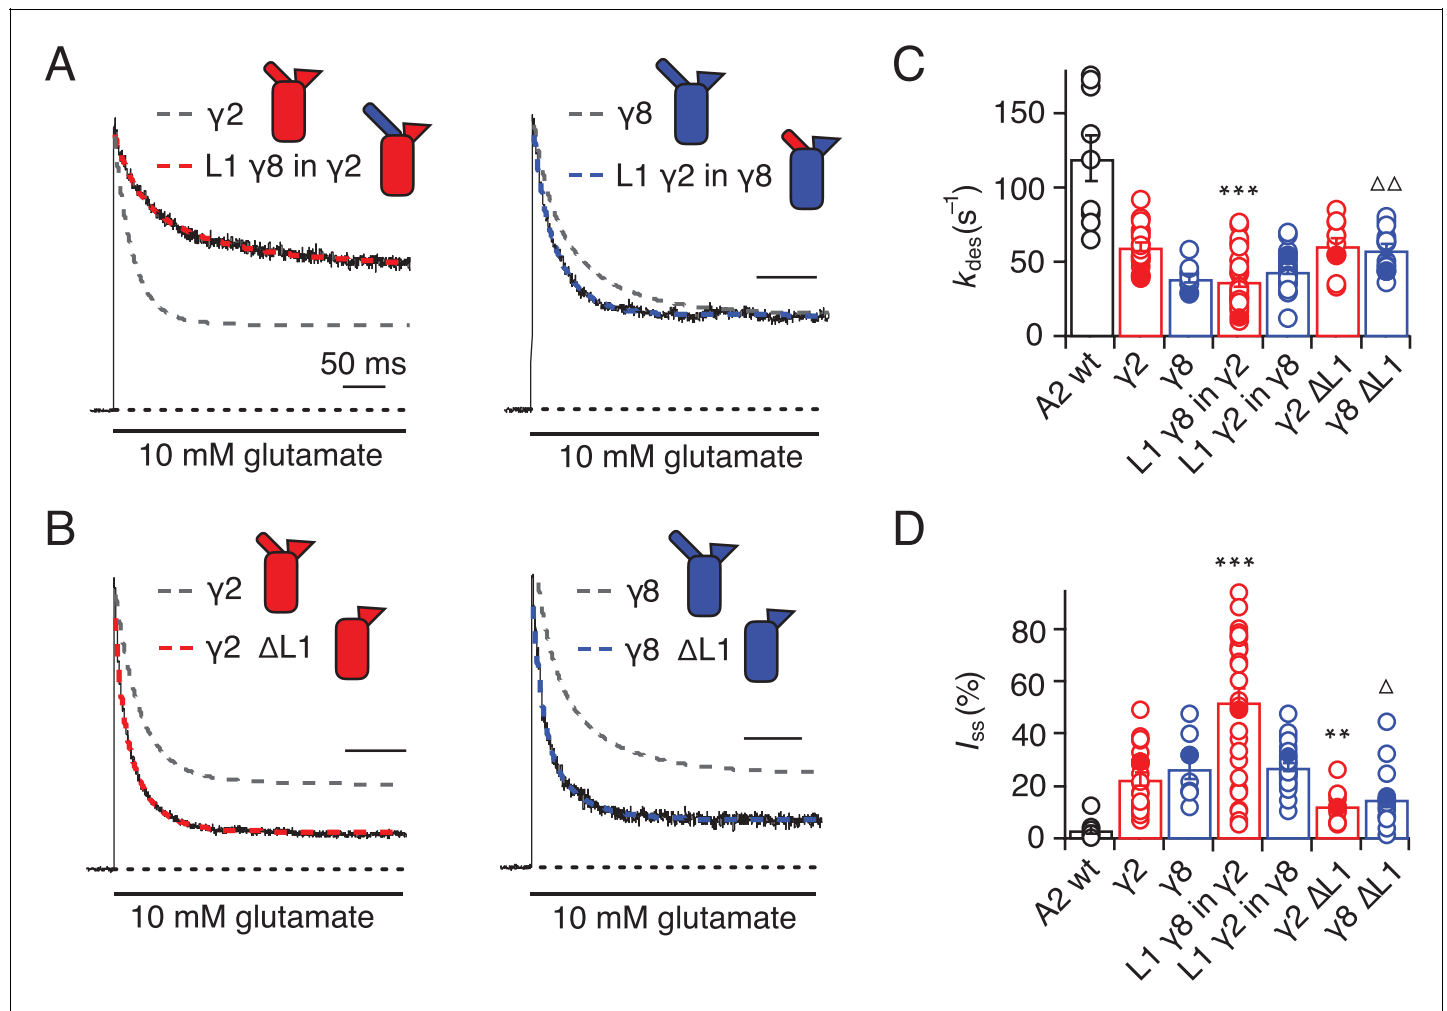 A
γ2
L1 γ8 in γ2
50 ms
10 mM glutamate
γ8
L1 γ2 in γ8
10 mM glutamate
B
γ2
γ2 ΔL1
10 mM glutamate
γ8
γ8 ΔL1
10 mM glutamate
C
kdes (s–1)
150
100
50
0
***
△△
A2 wt
γ2
γ8
L1 γ8 in γ2
L1 γ2 in γ8
γ2 ΔL1
γ8 ΔL1
D
Iss (%)
80
60
40
20
0
***
**
△
A2 wt
γ2
γ8
L1 γ8 in γ2
L1 γ2 in γ8
γ2 ΔL1
γ8 ΔL1